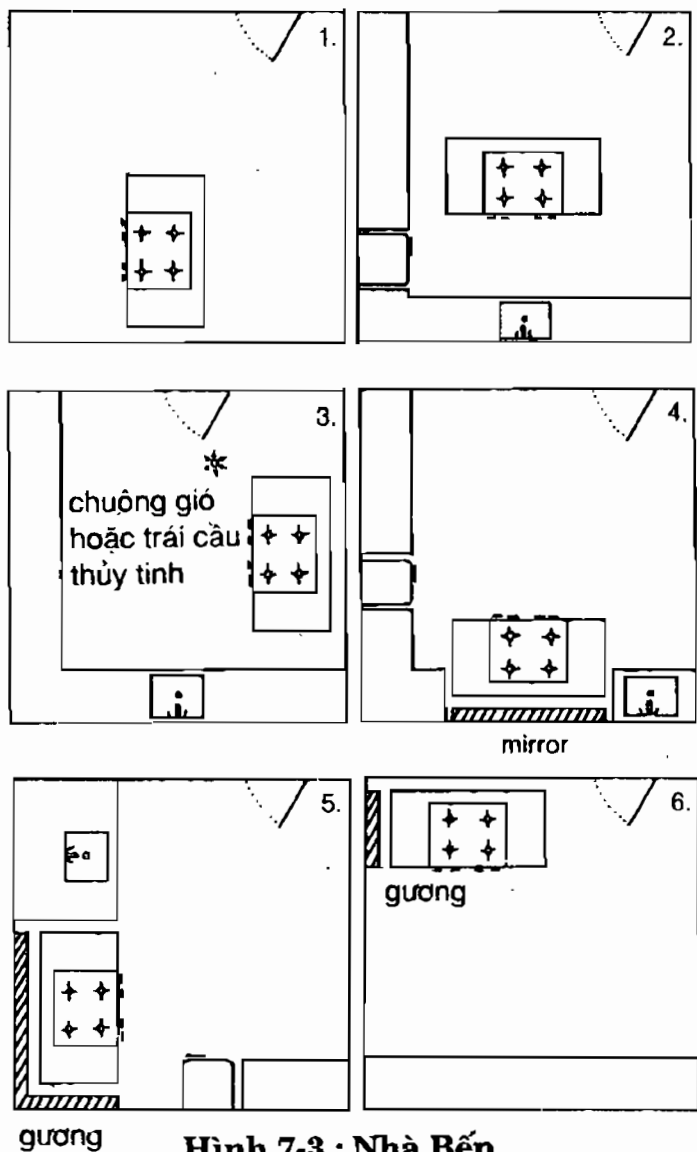 1.
2.
3.
chuông gió
hoặc trái cầu
thủy tinh
4.
mirror
5.
6.
gương
gương
Hình 7-3 : Nhà Bếp